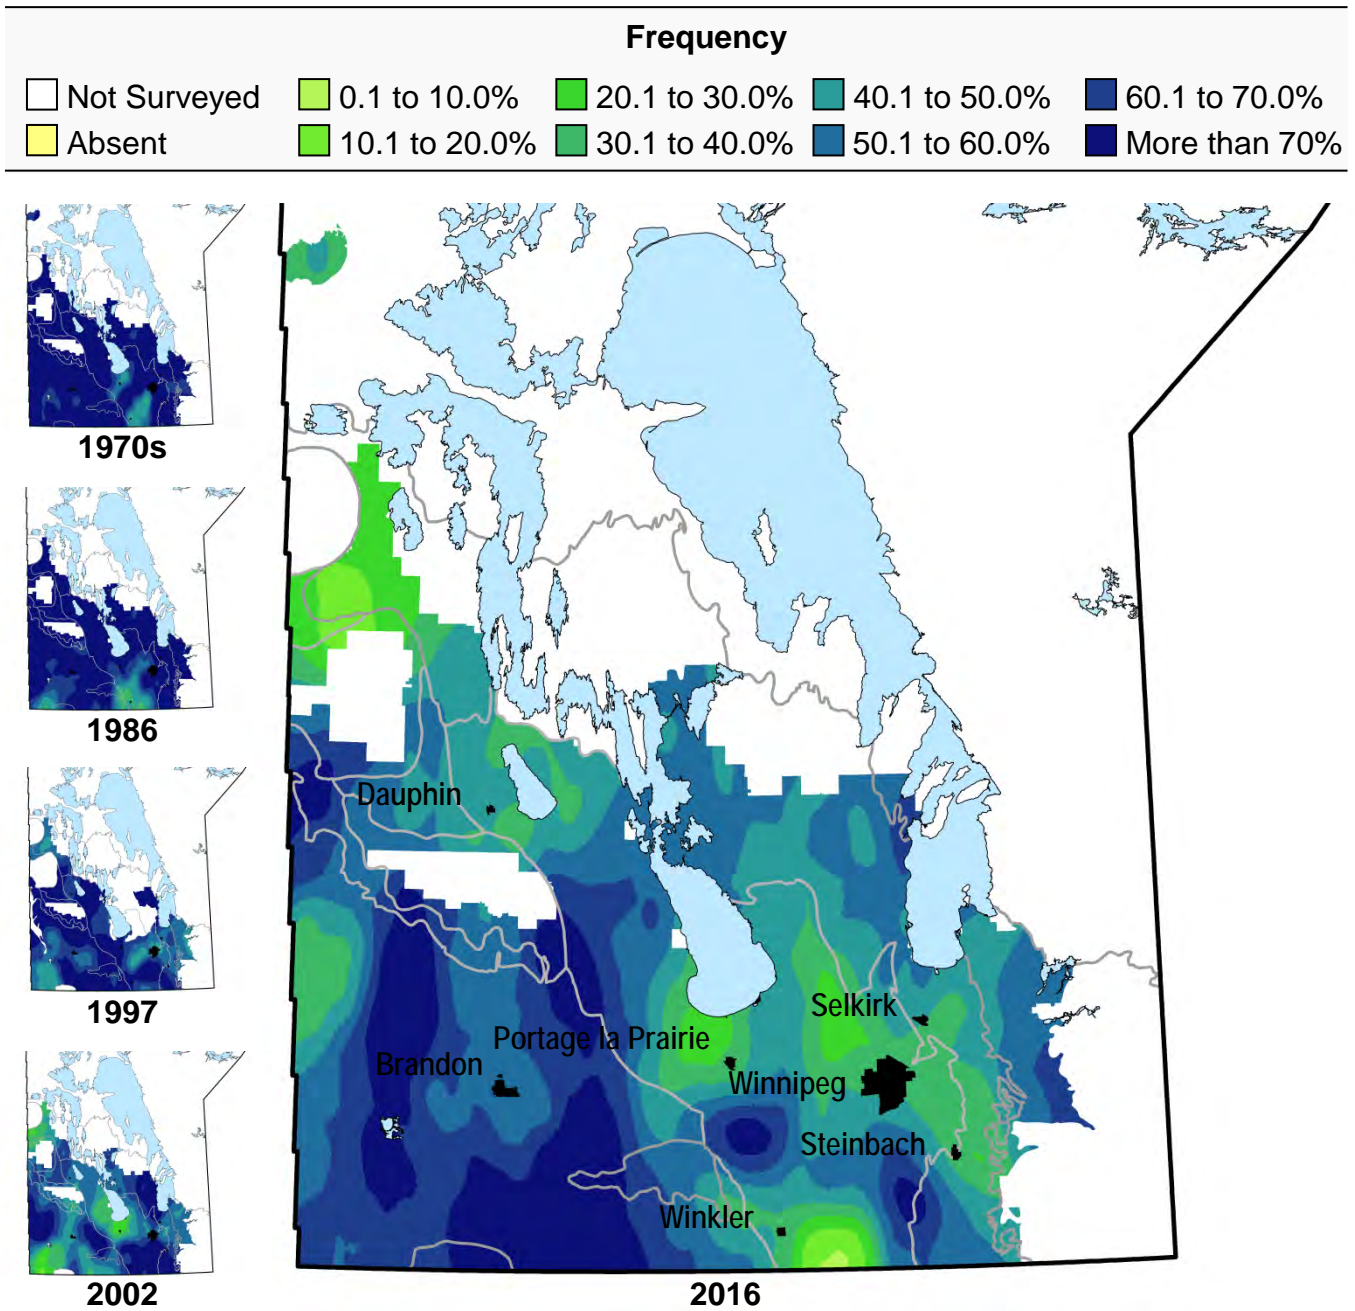 Frequency
Not Surveyed 0.1 to 10.0% 20.1 to 30.0% 40.1 to 50.0% 60.1 to 70.0%
Absent 10.1 to 20.0% 30.1 to 40.0% 50.1 to 60.0% More than 70%
1970s
1986
1997
2002
Dauphin
Selkirk
Portage la Prairie
Brandon
Winnipeg
Steinbach
Winkler
2016